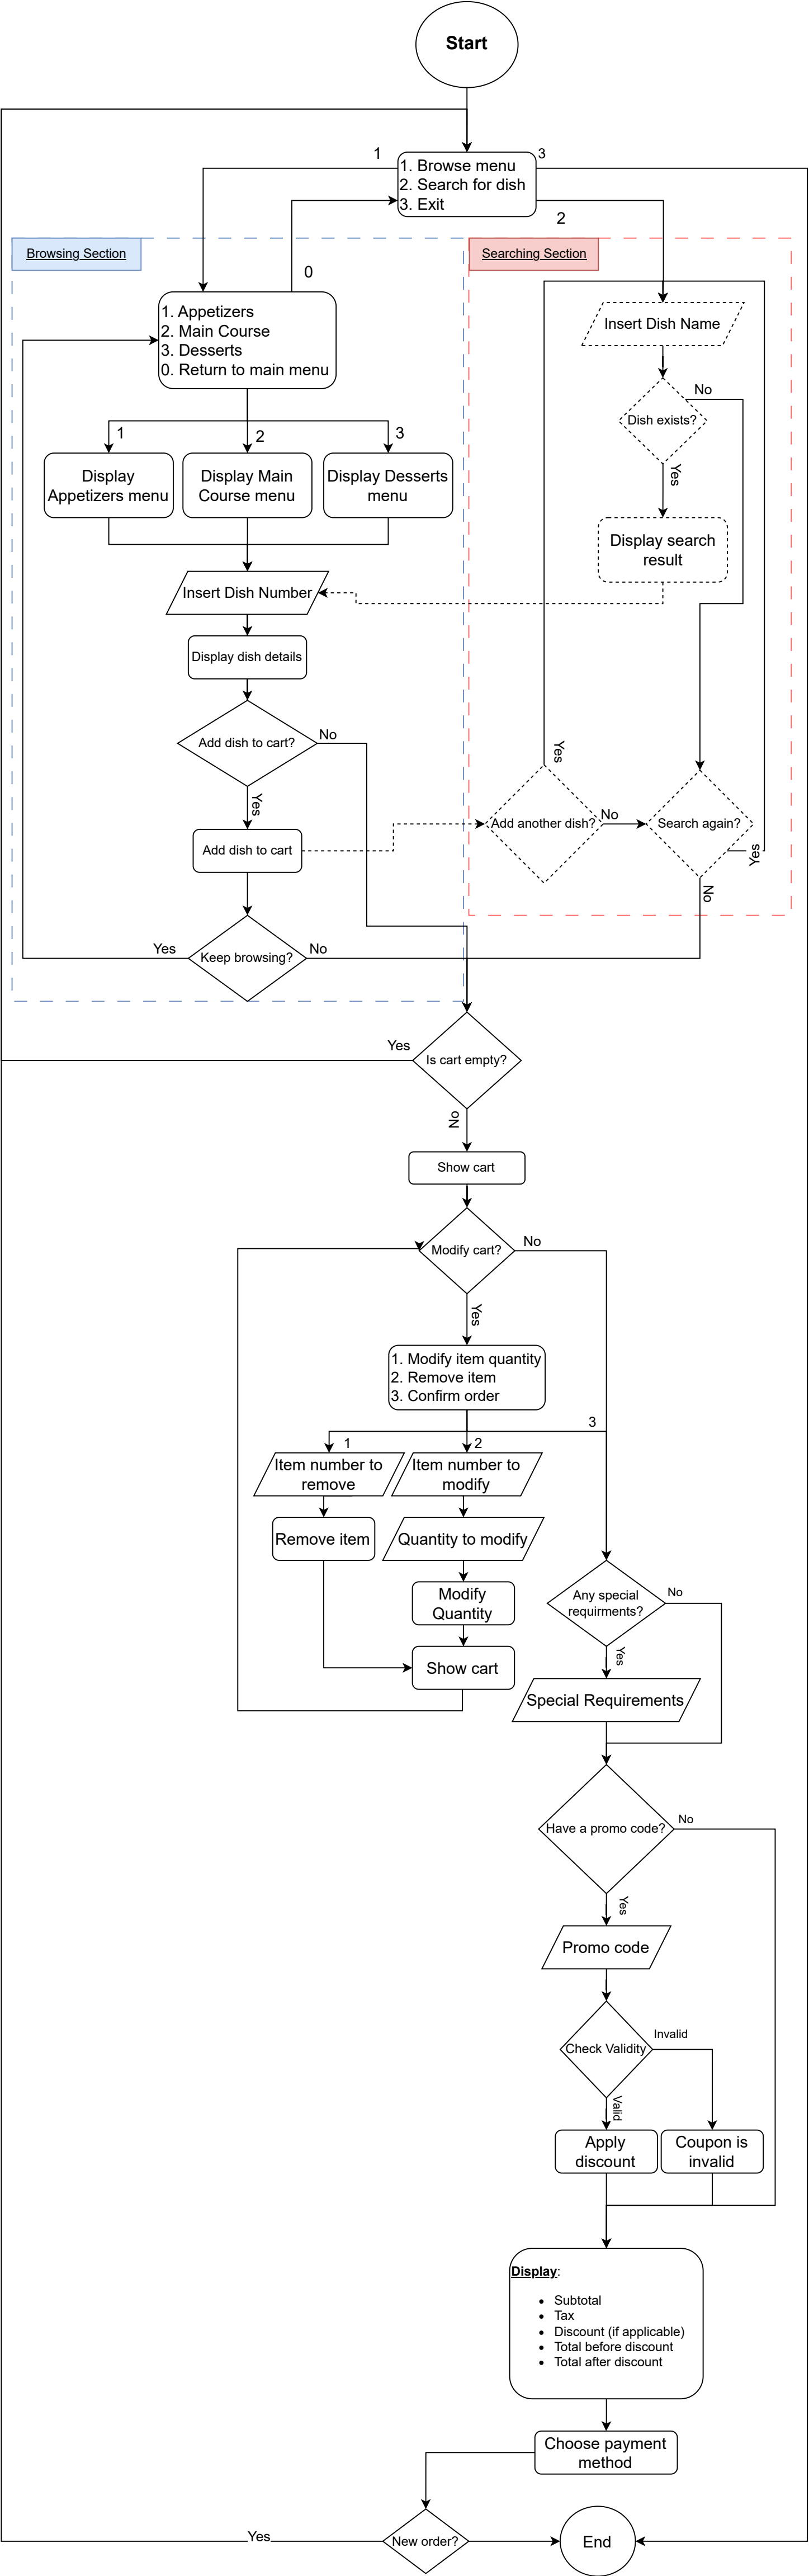 Start
1
3
1. Browse menu
2. Search for dish
3. Exit
2
Browsing Section
Searching Section
0
1. Appetizers
2. Main Course
3. Desserts
0. Return to main menu
Insert Dish Name
No
Dish exists?
Yes
1
2
3
Display
Appetizers menu
Display Main
Course menu
Display Desserts
menu
Display search
result
Insert Dish Number
Display dish details
Add dish to cart?
No
Yes
Yes
Add dish to cart
Add another dish?
No
Search again?
Yes
No
Yes
Keep browsing?
No
Yes
Is cart empty?
No
Show cart
Modify cart?
No
Yes
1. Modify item quantity
2. Remove item
3. Confirm order
3
1
2
Item number to
remove
Item number to
modify
Remove item
Quantity to modify
Modify
Quantity
Show cart
Any special
requirments?
No
Yes
Special Requirements
Have a promo code?
No
Yes
Promo code
Check Validity
Invalid
Valid
Apply
discount
Coupon is
invalid
Display:
• Subtotal
• Tax
• Discount (if applicable)
• Total before discount
• Total after discount
Choose payment
method
Yes
New order?
End